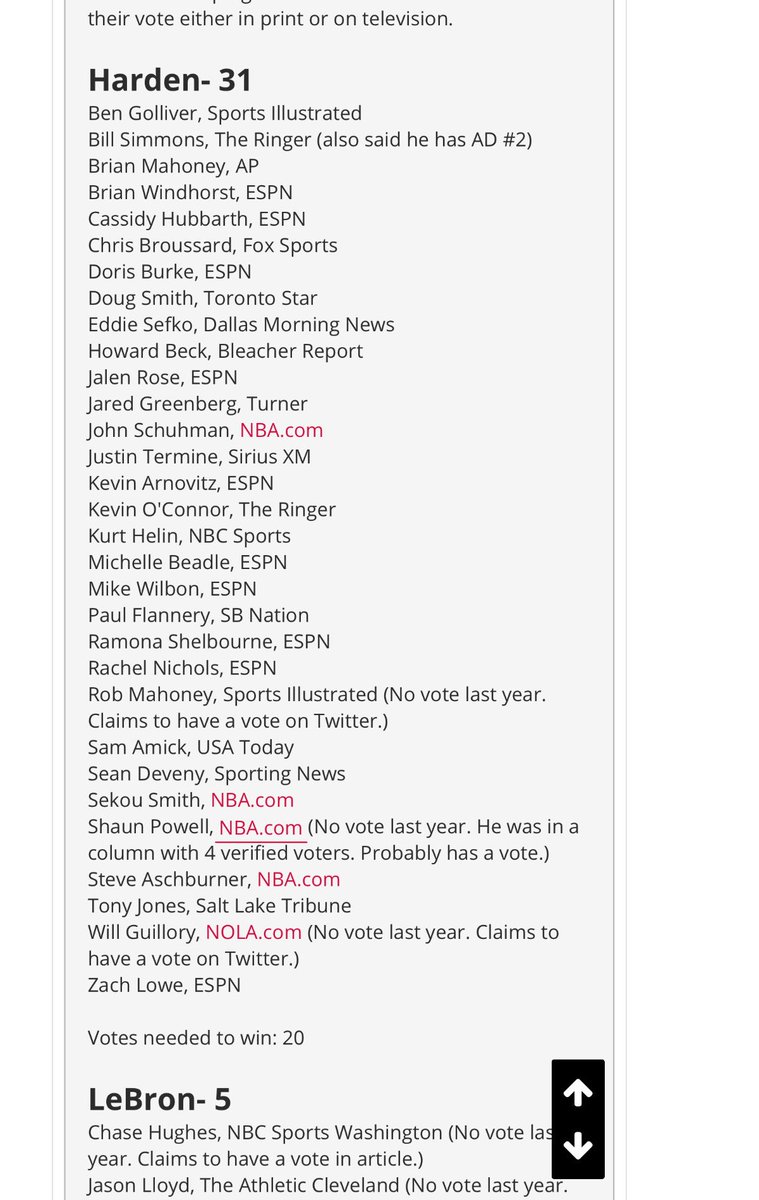 their vote either in print or on television.
Harden- 31
Ben Golliver, Sports Illustrated
Bill Simmons, The Ringer (also said he has AD #2)
Brian Mahoney, AP
Brian Windhorst, ESPN
Cassidy Hubbarth, ESPN
Chris Broussard, Fox Sports
Doris Burke, ESPN
Doug Smith, Toronto Star
Eddie Sefko, Dallas Morning News
Howard Beck, Bleacher Report
Jalen Rose, ESPN
Jared Greenberg, Turner
John Schuhman, NBA.com
Justin Termine, Sirius XM
Kevin Arnovitz, ESPN
Kevin O'Connor, The Ringer
Kurt Helin, NBC Sports
Michelle Beadle, ESPN
Mike Wilbon, ESPN
Paul Flannery, SB Nation
Ramona Shelbourne, ESPN
Rachel Nichols, ESPN
Rob Mahoney, Sports Illustrated (No vote last year.
Claims to have a vote on Twitter.)
Sam Amick, USA Today
Sean Deveny, Sporting News
Sekou Smith, NBA.com
Shaun Powell, NBA.com (No vote last year. He was in a
column with 4 verified voters. Probably has a vote.)
Steve Aschburner, NBA.com
Tony Jones, Salt Lake Tribune
Will Guillory, NOLA.com (No vote last year. Claims to
have a vote on Twitter.)
Zach Lowe, ESPN
Votes needed to win: 20
LeBron- 5
Chase Hughes, NBC Sports Washington (No vote las
year. Claims to have a vote in article.)
Jason Lloyd, The Athletic Cleveland (No vote last year.